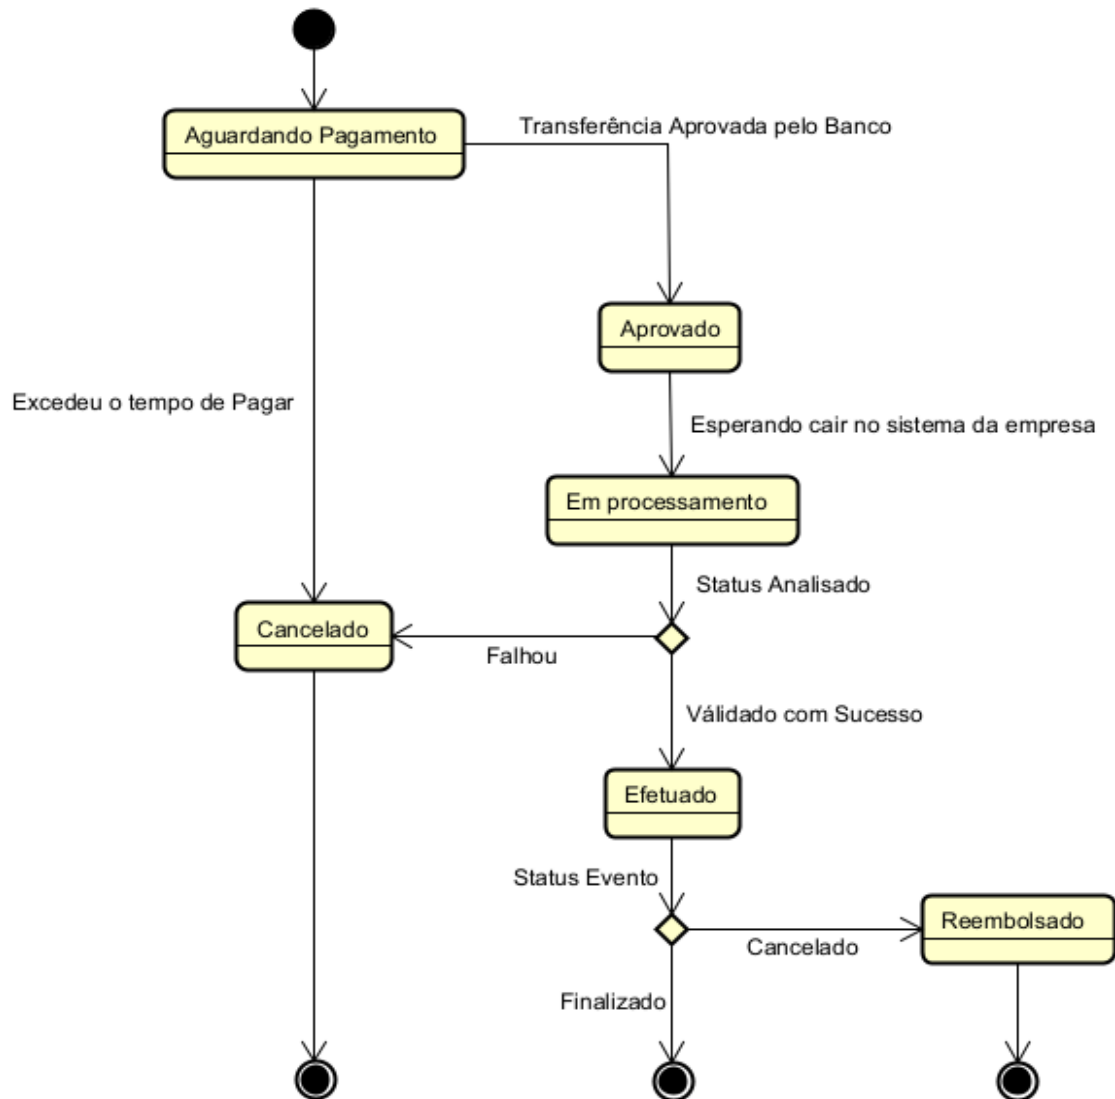 Aguardando Pagamento
Transferência Aprovada pelo Banco
Aprovado
Excedeu o tempo de Pagar
Esperando cair no sistema da empresa
Em processamento
Status Analisado
Cancelado
Falhou
Válidado com Sucesso
Efetuado
Status Evento
Reembolsado
Cancelado
Finalizado